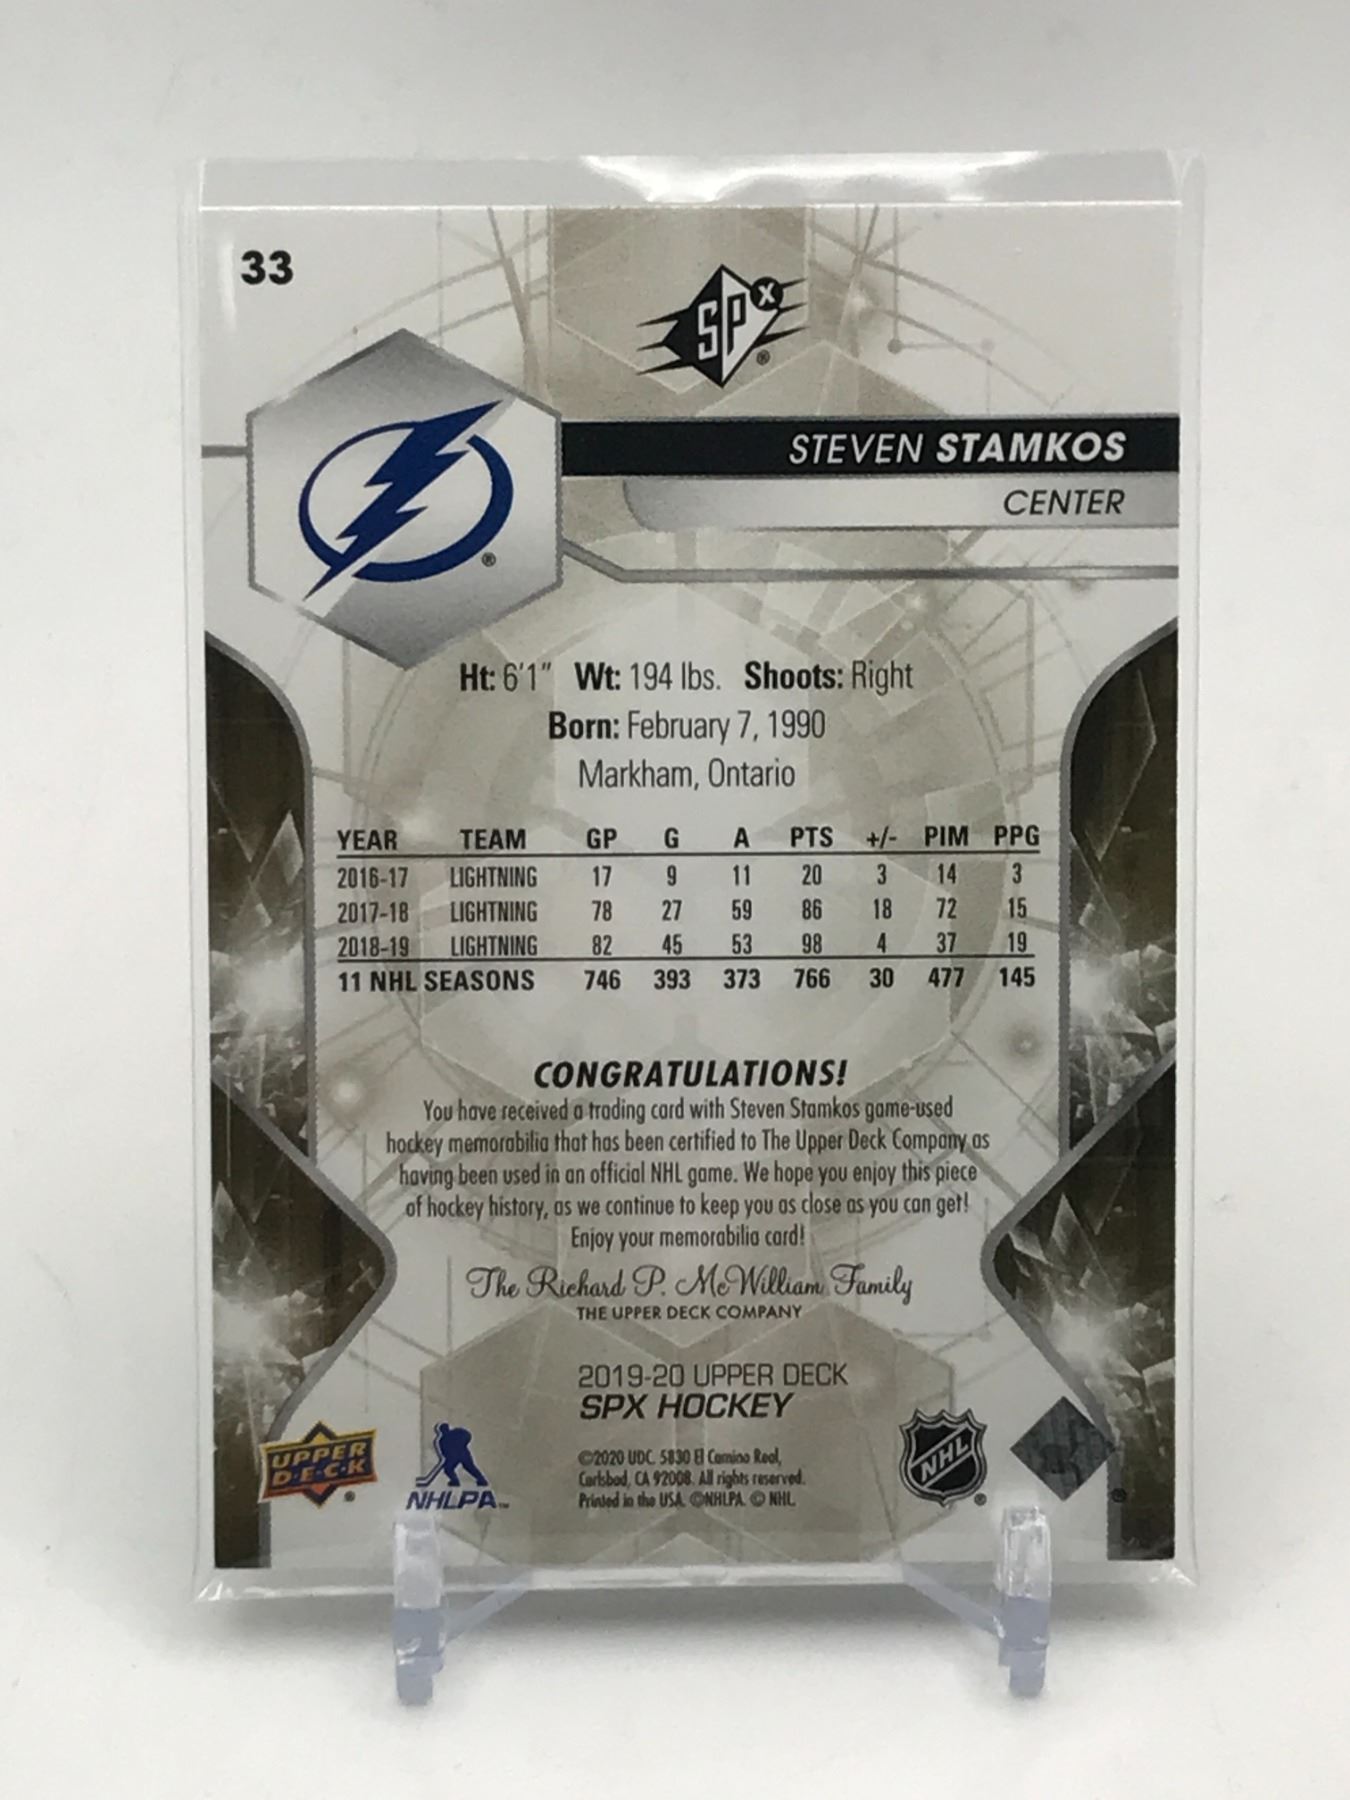 33
SPx ®
STEVEN STAMKOS
CENTER
®
Ht: 6'1" Wt: 194 lbs. Shoots: Right
Born: February 7, 1990
Markham, Ontario
YEAR TEAM GP G A PTS +/- PIM PPG
2016-17 LIGHTNING 17 9 11 20 3 14 3
2017-18 LIGHTNING 78 27 59 86 18 72 15
2018-19 LIGHTNING 82 45 53 98 4 37 19
11 NHL SEASONS 746 393 373 766 30 477 145
CONGRATULATIONS!
You have received a trading card with Steven Stamkos game-used
hockey memorabilia that has been certified to The Upper Deck Company as
having been used in an official NHL game. We hope you enjoy this piece
of hockey history, as we continue to keep you as close as you can get!
Enjoy your memorabilia card!
The Richard P. McWilliam Family
THE UPPER DECK COMPANY
2019-20 UPPER DECK
SPX HOCKEY
UPPER
D·E·C·K ®
NHLPA™
©2020 UDC. 5830 El Camino Real,
Carlsbad, CA 92008. All rights reserved.
Printed in the USA. ©NHLPA. © NHL.
NHL ®
®